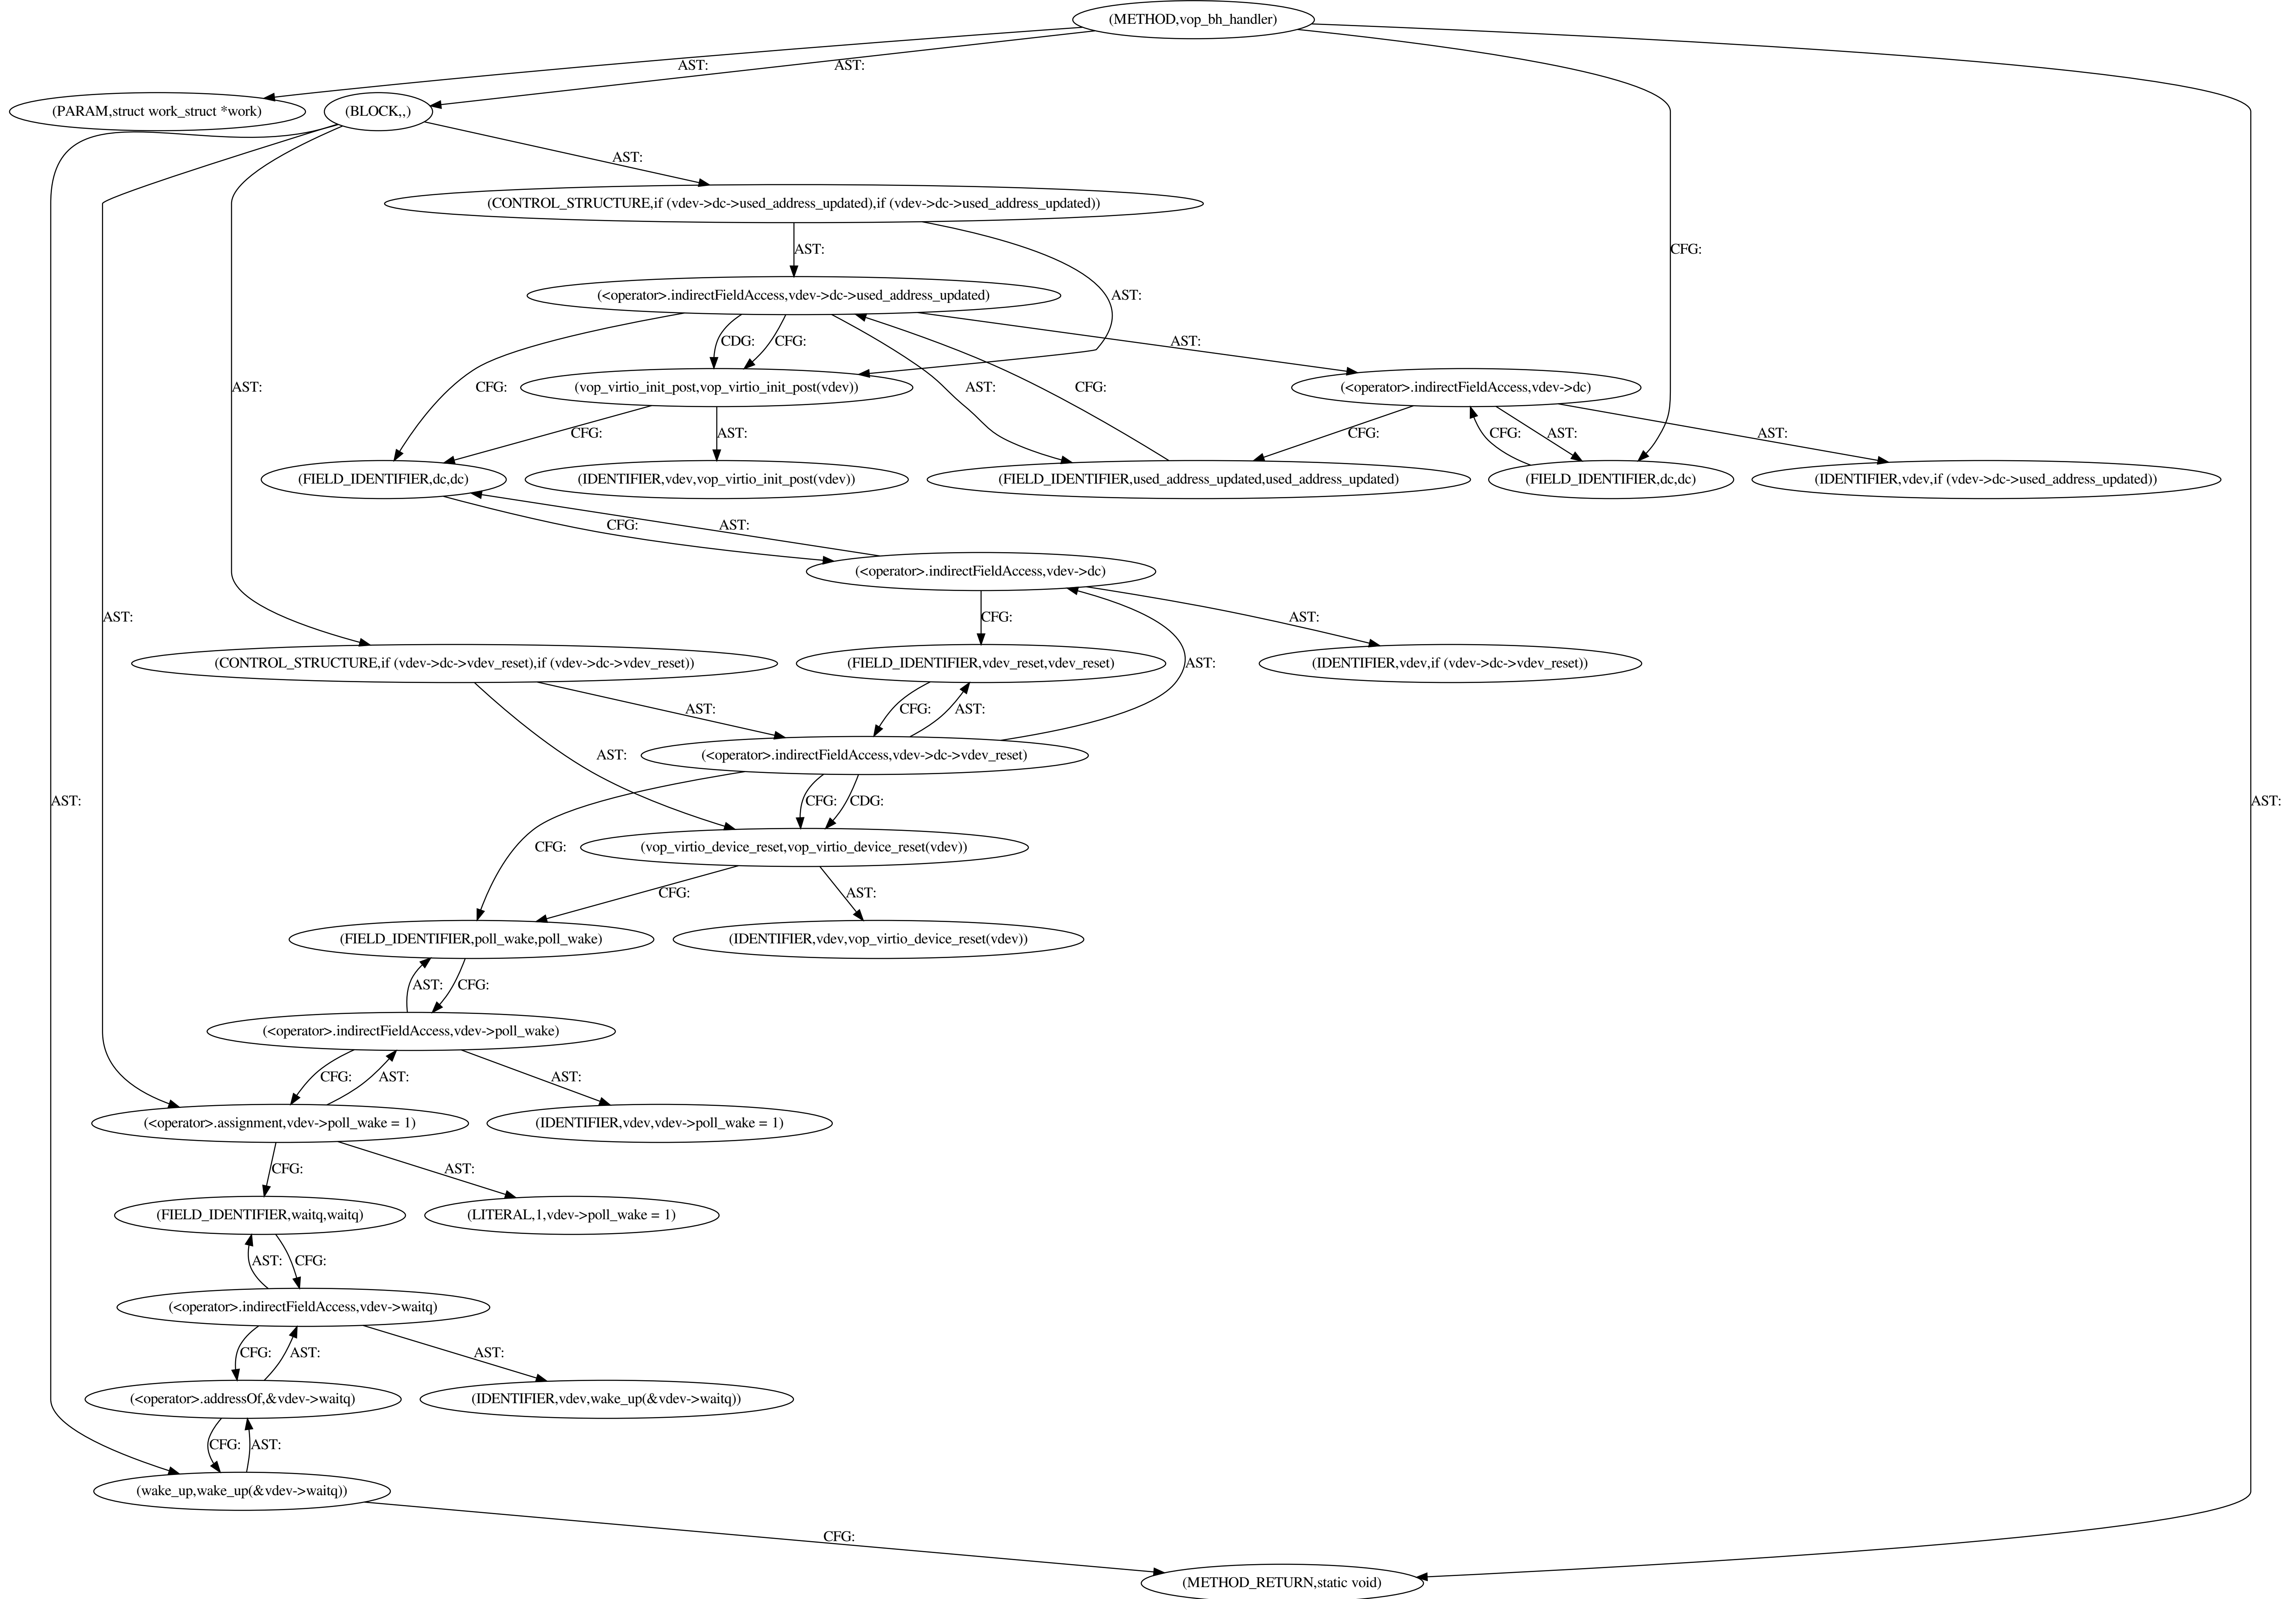 (METHOD,vop_bh_handler)
AST:
AST:
(PARAM,struct work_struct *work)
(BLOCK,,)
AST:
(CONTROL_STRUCTURE,if (vdev->dc->used_address_updated),if (vdev->dc->used_address_updated))
AST:
CFG:
(<operator>.indirectFieldAccess,vdev->dc->used_address_updated)
AST:
CDG:
CFG:
AST:
AST:
CFG:
AST:
CFG:
(vop_virtio_init_post,vop_virtio_init_post(vdev))
(<operator>.indirectFieldAccess,vdev->dc)
CFG:
AST:
CFG:
CFG:
AST:
AST:
(FIELD_IDENTIFIER,dc,dc)
(IDENTIFIER,vdev,vop_virtio_init_post(vdev))
(FIELD_IDENTIFIER,used_address_updated,used_address_updated)
(FIELD_IDENTIFIER,dc,dc)
(IDENTIFIER,vdev,if (vdev->dc->used_address_updated))
CFG:
AST:
(<operator>.indirectFieldAccess,vdev->dc)
AST:
CFG:
AST:
(CONTROL_STRUCTURE,if (vdev->dc->vdev_reset),if (vdev->dc->vdev_reset))
(FIELD_IDENTIFIER,vdev_reset,vdev_reset)
AST:
(IDENTIFIER,vdev,if (vdev->dc->vdev_reset))
AST:
CFG:
AST:
AST:
(<operator>.indirectFieldAccess,vdev->dc->vdev_reset)
AST:
CFG:
CDG:
AST:
AST:
CFG:
(vop_virtio_device_reset,vop_virtio_device_reset(vdev))
CFG:
AST:
(FIELD_IDENTIFIER,poll_wake,poll_wake)
(IDENTIFIER,vdev,vop_virtio_device_reset(vdev))
AST:
CFG:
(<operator>.indirectFieldAccess,vdev->poll_wake)
CFG:
AST:
AST:
(<operator>.assignment,vdev->poll_wake = 1)
(IDENTIFIER,vdev,vdev->poll_wake = 1)
CFG:
AST:
(FIELD_IDENTIFIER,waitq,waitq)
(LITERAL,1,vdev->poll_wake = 1)
AST:
CFG:
(<operator>.indirectFieldAccess,vdev->waitq)
CFG:
AST:
AST:
(<operator>.addressOf,&vdev->waitq)
(IDENTIFIER,vdev,wake_up(&vdev->waitq))
CFG:
AST:
(wake_up,wake_up(&vdev->waitq))
CFG:
(METHOD_RETURN,static void)